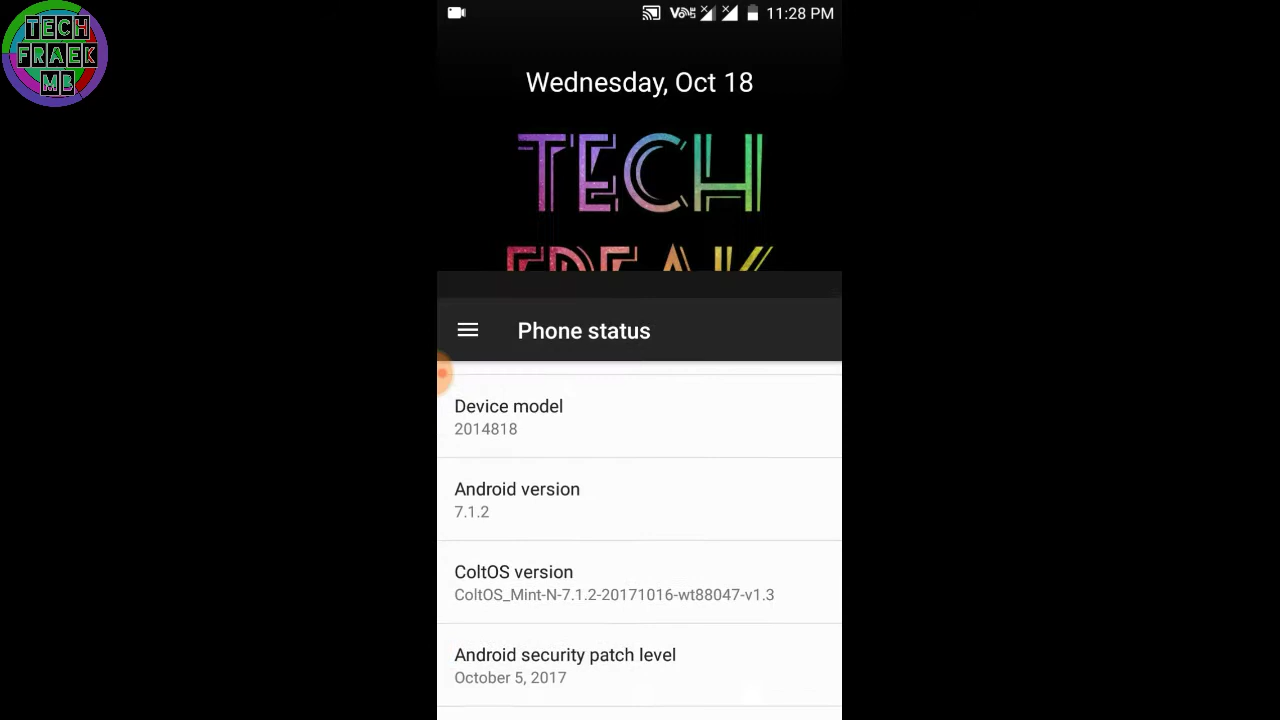 TECH
FRAEK
MB
11:28 PM
Wednesday, Oct 18
TECH
FREAK
Phone status
Device model
2014818
Android version
7.1.2
ColtOS version
ColtOS_Mint-N-7.1.2-20171016-wt88047-v1.3
Android security patch level
October 5, 2017